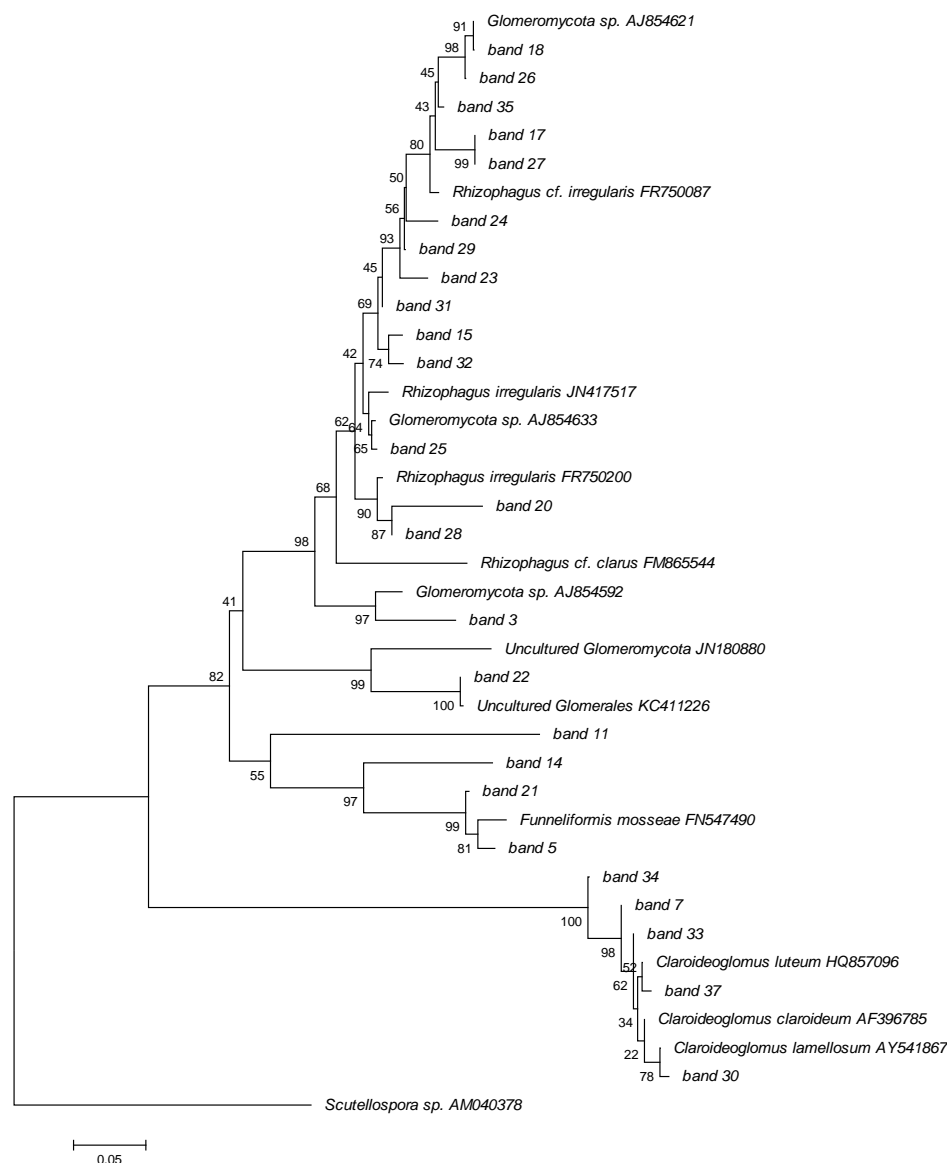 Glomeromycota sp. AJ854621
91
band 18
98
band 26
45
band 35
43
band 17
80
band 27
99
50
Rhizophagus cf. irregularis FR750087
56
band 24
93
band 29
45
band 23
69
band 31
band 15
42
74
band 32
Rhizophagus irregularis JN417517
62
64
Glomeromycota sp. AJ854633
65
band 25
Rhizophagus irregularis FR750200
68
90
band 20
87
band 28
98
Rhizophagus cf. clarus FM865544
Glomeromycota sp. AJ854592
41
97
band 3
Uncultured Glomeromycota JN180880
82
99
band 22
100
Uncultured Glomerales KC411226
band 11
55
band 14
97
band 21
99
Funneliformis mosseae FN547490
81
band 5
band 34
100
band 7
98
band 33
52
Claroideoglomus luteum HQ857096
62
band 37
34
Claroideoglomus claroideum AF396785
22
Claroideoglomus lamellosum AY541867
78
band 30
Scutellospora sp. AM040378
0.05